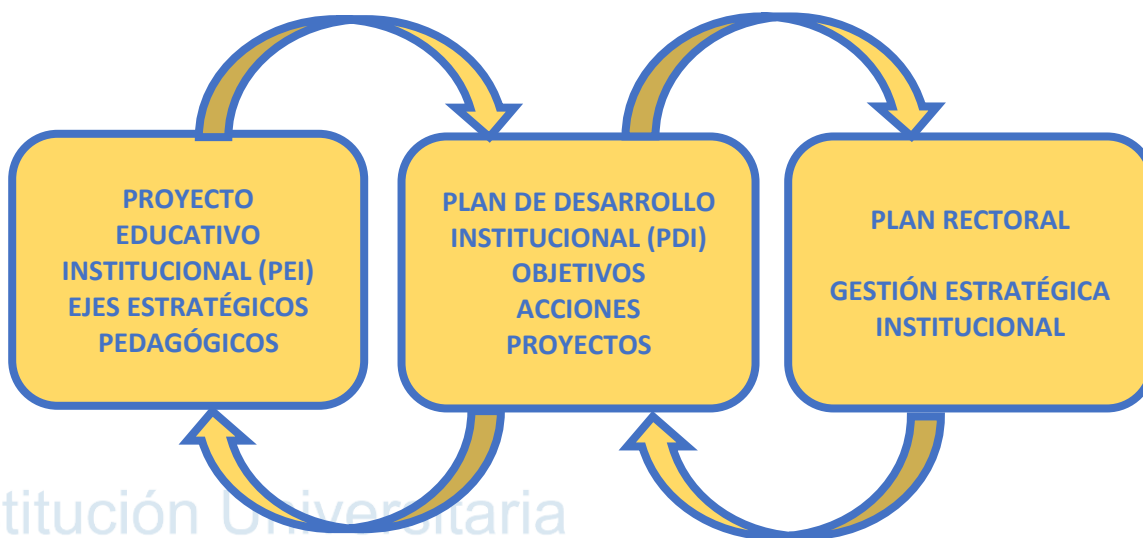 PROYECTO
EDUCATIVO
INSTITUCIONAL (PEI)
EJES ESTRATÉGICOS
PEDAGÓGICOS
PLAN DE DESARROLLO
INSTITUCIONAL (PDI)
OBJETIVOS
ACCIONES
PROYECTOS
PLAN RECTORAL
GESTIÓN ESTRATÉGICA
INSTITUCIONAL
titución Universitaria